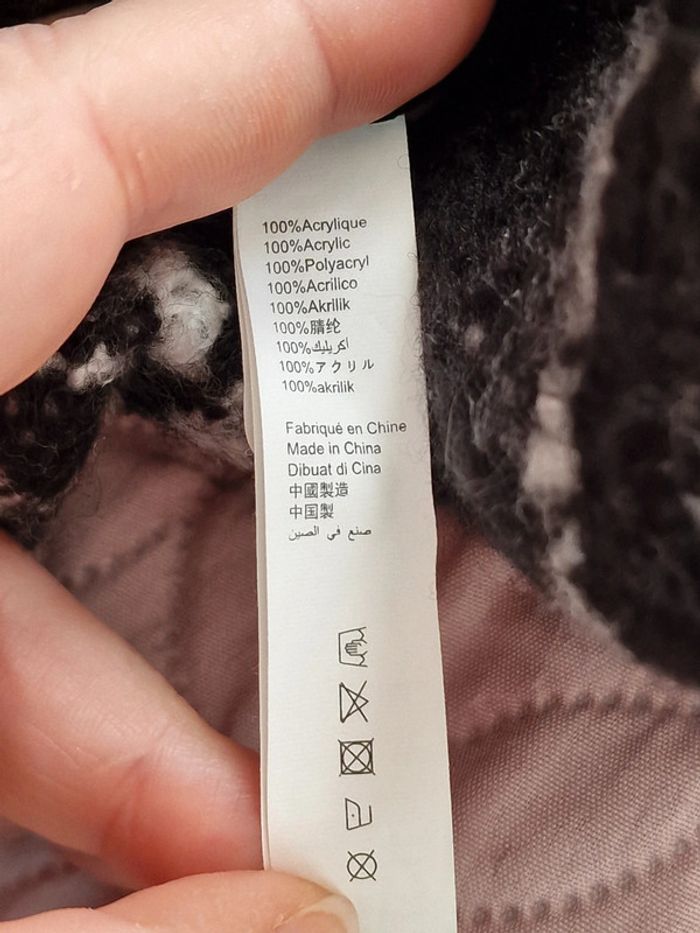 100%Acrylique
100%Acrylic
100%Polyacryl
100%Acrilico
100%Akrilik
100%腈纶
100%أكريليك
100%アクリル
100%akrilik
Fabriqué en Chine
Made in China
Dibuat di Cina
中國製造
中国製
صنع في الصين